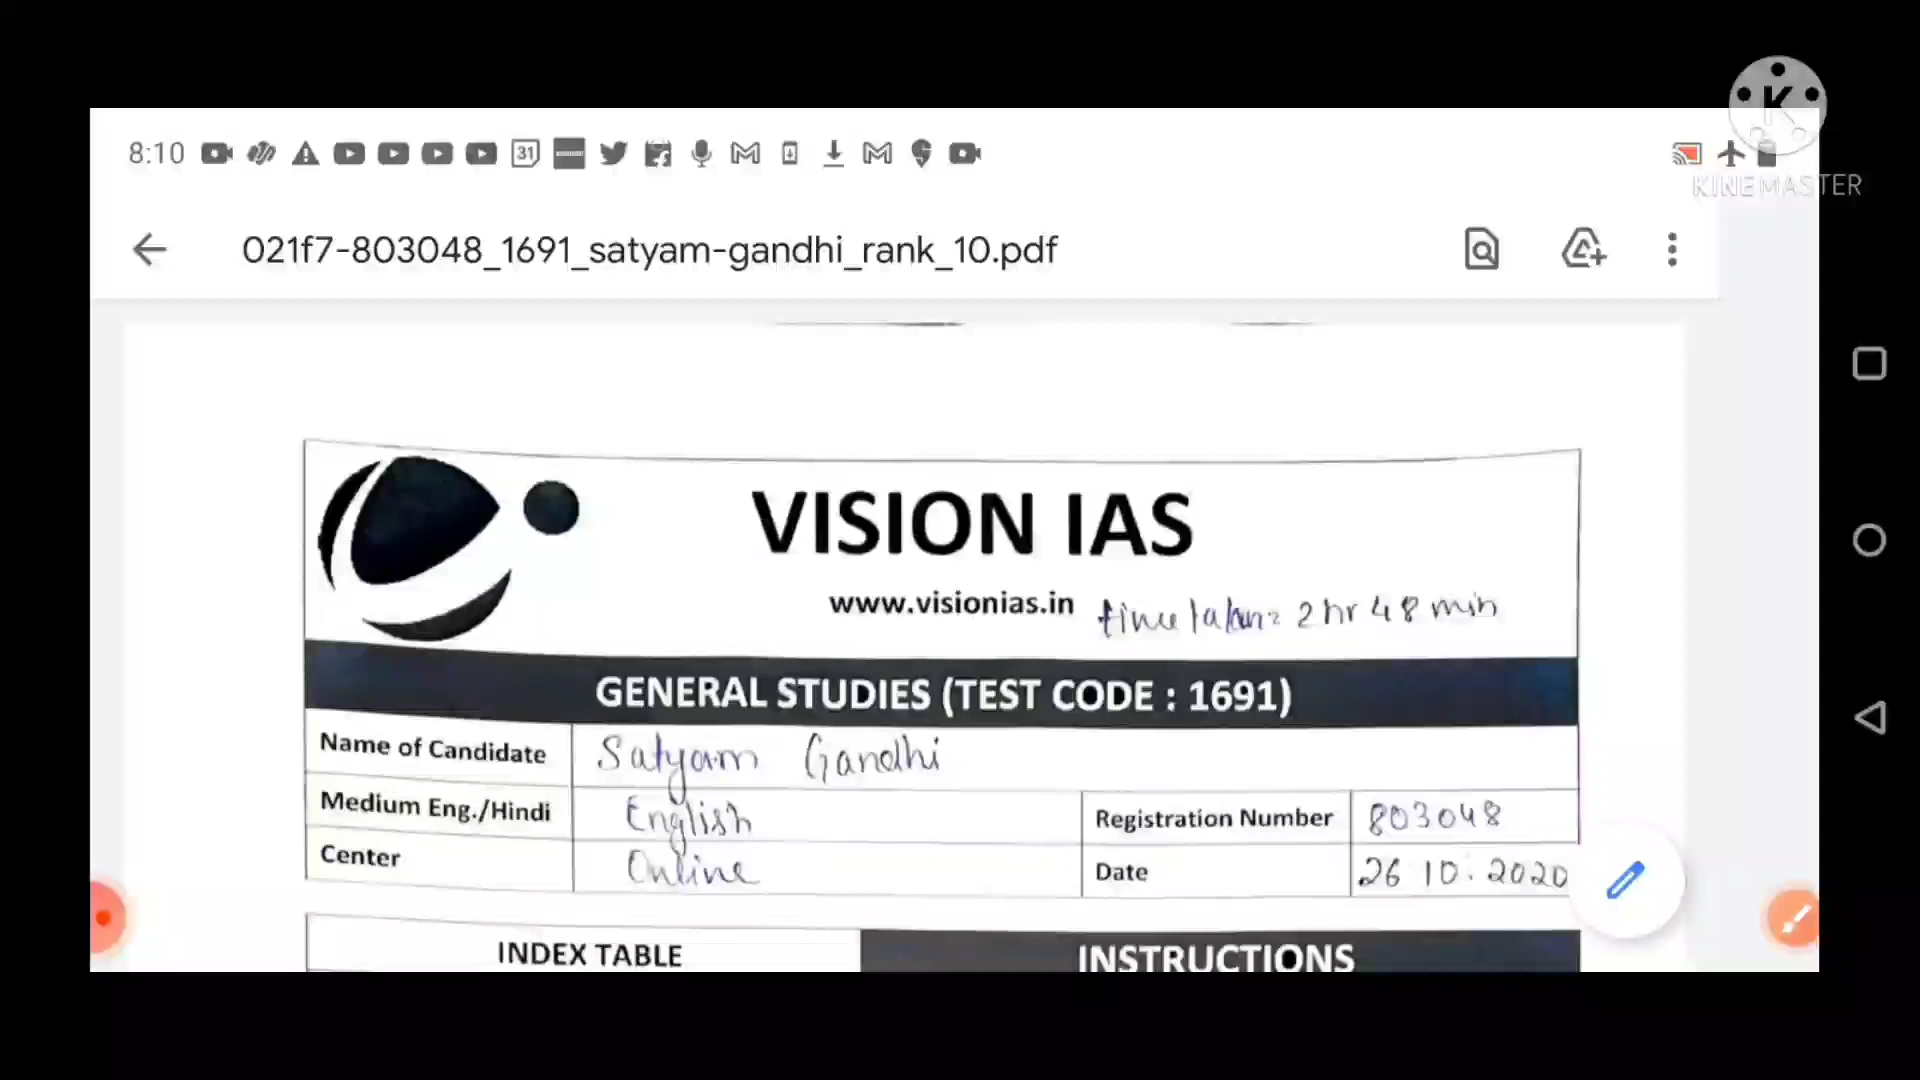 8:10
31
K
KINEMASTER
021f7-803048_1691_satyam-gandhi_rank_10.pdf
VISION IAS
www.visionias.in
time taken = 2 hr 48 min
GENERAL STUDIES (TEST CODE : 1691)
Name of Candidate Satyam Gandhi
Medium Eng./Hindi English Registration Number 803048
Center Online Date 26 10 . 2020
INDEX TABLE INSTRUCTIONS